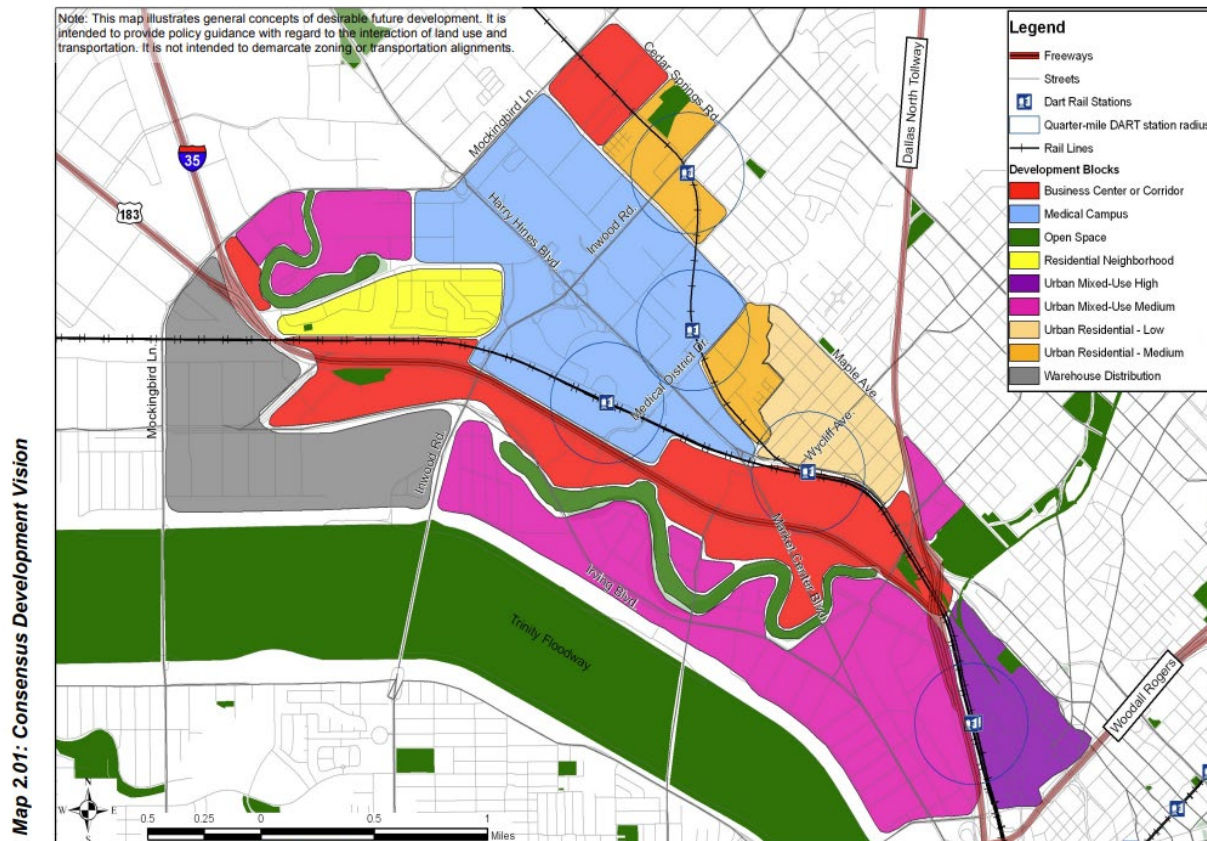 Note: This map illustrates general concepts of desirable future development. It is
intended to provide policy guidance with regard to the interaction of land use and
transportation. It is not intended to demarcate zoning or transportation alignments.
Legend
Freeways
Streets
Dart Rail Stations
Quarter-mile DART station radius
Rail Lines
Development Blocks
Business Center or Corridor
Medical Campus
Open Space
Residential Neighborhood
Urban Mixed-Use High
Urban Mixed-Use Medium
Urban Residential - Low
Urban Residential - Medium
Warehouse Distribution
Cedar Springs Rd.
Mockingbird Ln.
Dallas North Tollway
35
183
Harry Hines Blvd.
Inwood Rd.
Mockingbird Ln.
Medical District Dr.
Maple Ave.
Wycliff Ave.
Inwood Rd.
Market Center Blvd.
Irving Blvd.
Trinity Floodway
Woodall Rogers
Map 2.01: Consensus Development Vision
N
W E
S
0.5 0.25 0 0.5 1
Miles